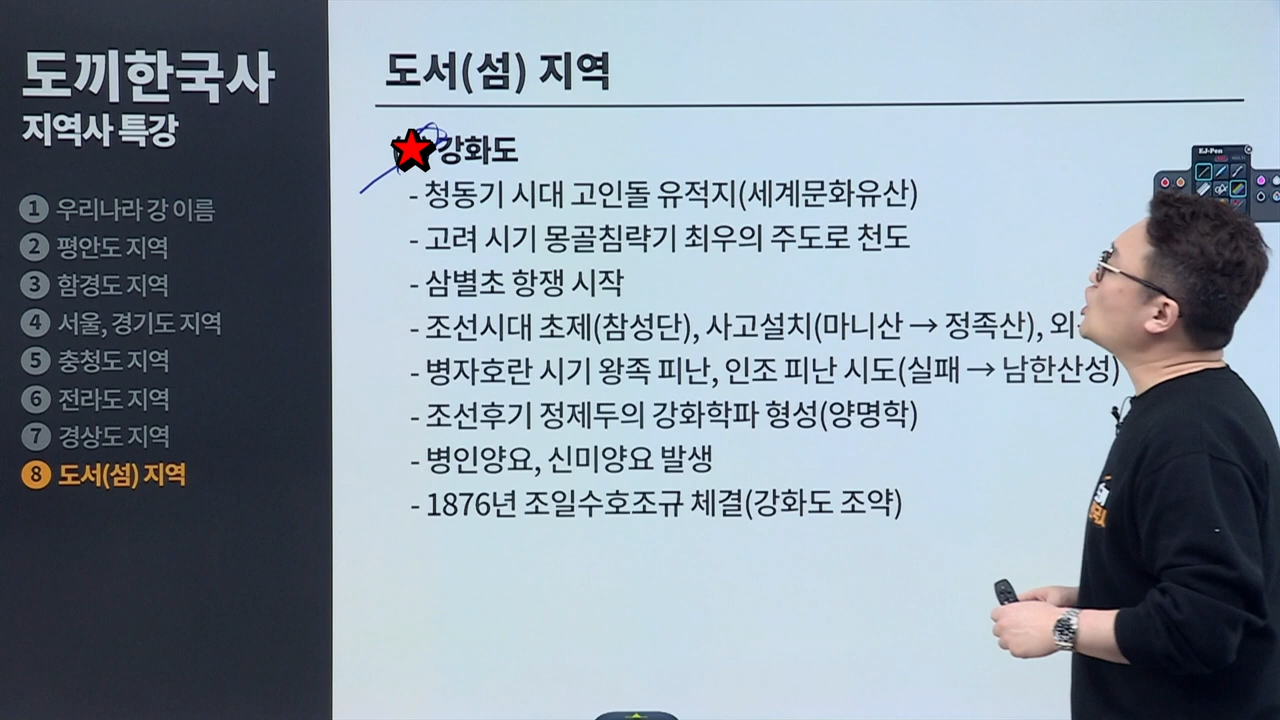 도끼한국사
지역사 특강
1 우리나라 강 이름
2 평안도 지역
3 함경도 지역
4 서울, 경기도 지역
5 충청도 지역
6 전라도 지역
7 경상도 지역
8 도서(섬) 지역
도서(섬) 지역
강화도
- 청동기 시대 고인돌 유적지(세계문화유산)
- 고려 시기 몽골침략기 최우의 주도로 천도
- 삼별초 항쟁 시작
- 조선시대 초제(참성단), 사고설치(마니산 → 정족산), 외
- 병자호란 시기 왕족 피난, 인조 피난 시도(실패 → 남한산성)
- 조선후기 정제두의 강화학파 형성(양명학)
- 병인양요, 신미양요 발생
- 1876년 조일수호조규 체결(강화도 조약)
EJ-Pen